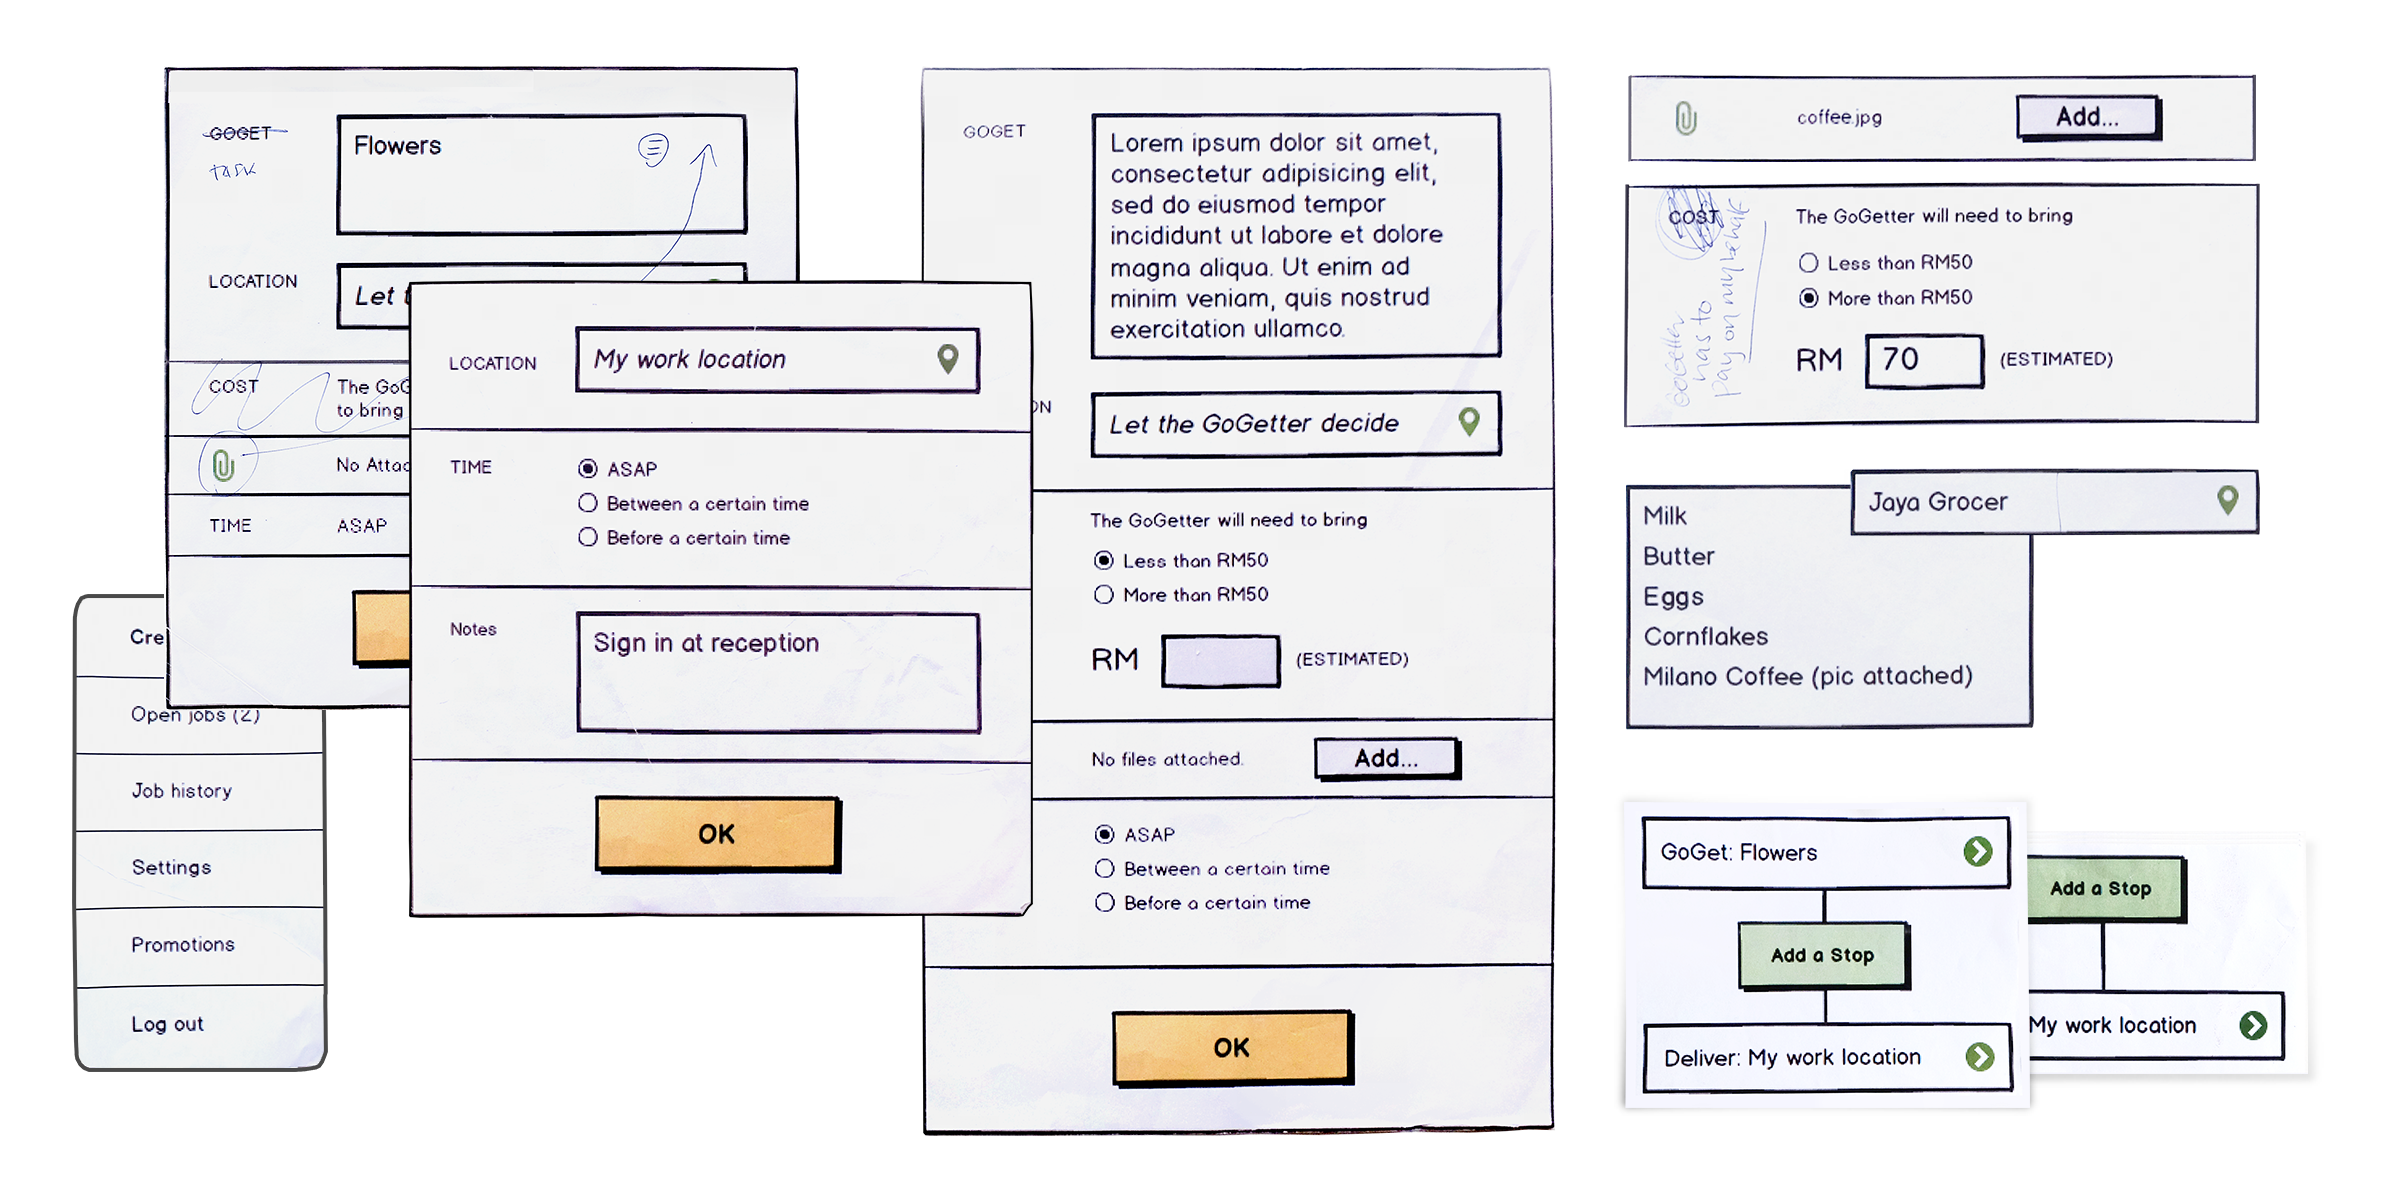 GOGET
TASK
Flowers
LOCATION
Let t
COST
The GoG
to bring
No Attac
TIME
ASAP
Cre
Open jobs (2)
Job history
Settings
Promotions
Log out
LOCATION
My work location
TIME
ASAP
Between a certain time
Before a certain time
Notes
Sign in at reception
OK
GOGET
Lorem ipsum dolor sit amet,
consectetur adipisicing elit,
sed do eiusmod tempor
incididunt ut labore et dolore
magna aliqua. Ut enim ad
minim veniam, quis nostrud
exercitation ullamco.
ON
Let the GoGetter decide
The GoGetter will need to bring
Less than RM50
More than RM50
RM
(ESTIMATED)
No files attached.
Add...
ASAP
Between a certain time
Before a certain time
OK
coffee.jpg
Add...
COST
GoGetter
has to
pay on my behalf
The GoGetter will need to bring
Less than RM50
More than RM50
RM
70
(ESTIMATED)
Jaya Grocer
Milk
Butter
Eggs
Cornflakes
Milano Coffee (pic attached)
GoGet: Flowers
Add a Stop
Deliver: My work location
Add a Stop
My work location